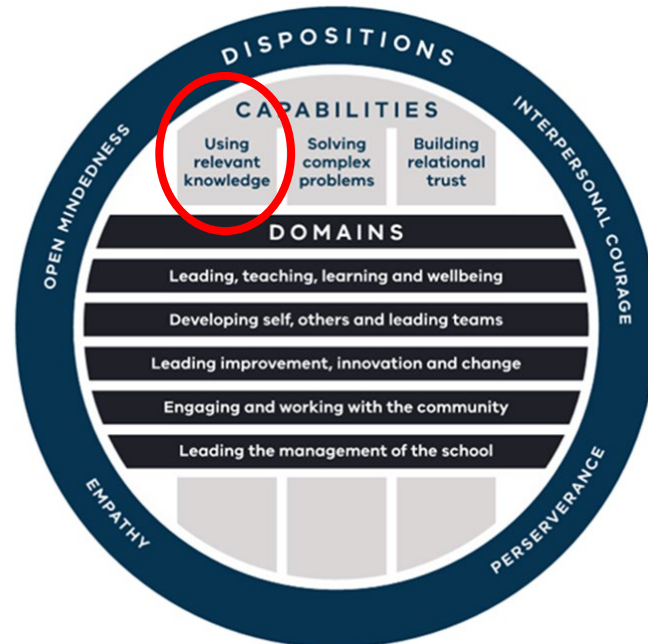 DISPOSITIONS
OPEN MINDEDNESS
INTERPERSONAL COURAGE
CAPABILITIES
Using
relevant
knowledge
Solving
complex
problems
Building
relational
trust
DOMAINS
Leading, teaching, learning and wellbeing
Developing self, others and leading teams
Leading improvement, innovation and change
Engaging and working with the community
Leading the management of the school
EMPATHY
PERSERVERANCE